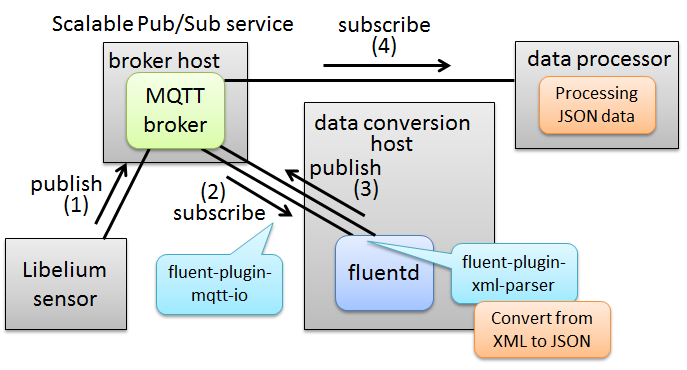 Scalable Pub/Sub service
subscribe
(4)
broker host
data processor
MQTT
broker
Processing
JSON data
data conversion
host
publish
(1)
(2)
subscribe
publish
(3)
Libelium
sensor
fluent-plugin-
mqtt-io
fluentd
fluent-plugin-
xml-parser
Convert from
XML to JSON